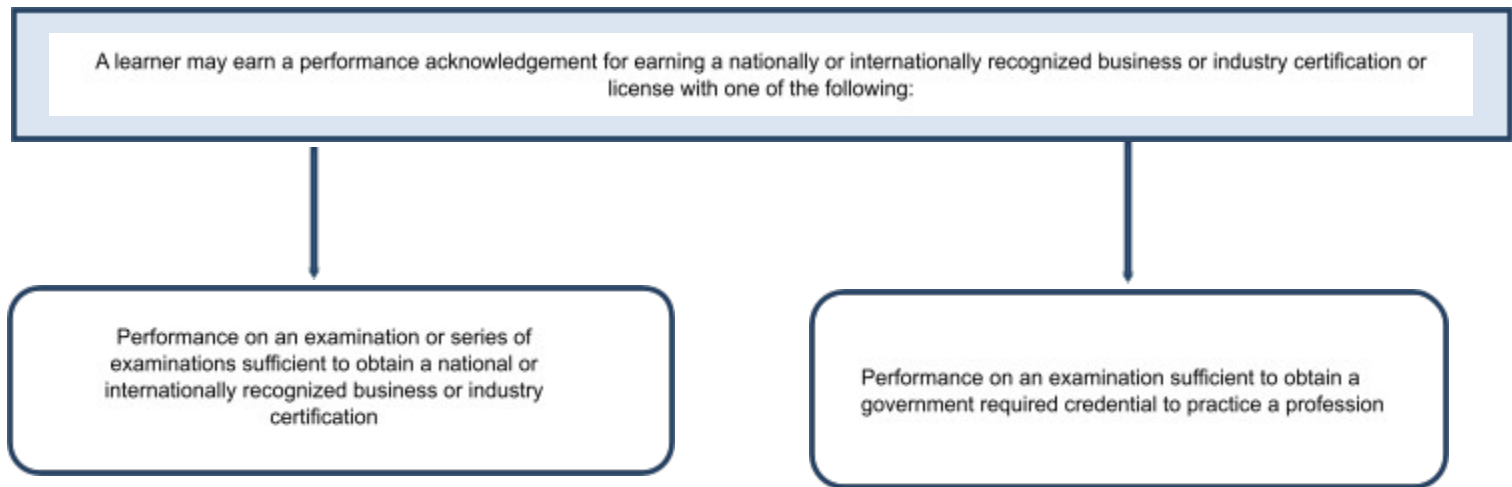 A learner may earn a performance acknowledgement for earning a nationally or internationally recognized business or industry certification or
license with one of the following:
Performance on an examination or series of
examinations sufficient to obtain a national or
internationally recognized business or industry
certification
Performance on an examination sufficient to obtain a
government required credential to practice a profession